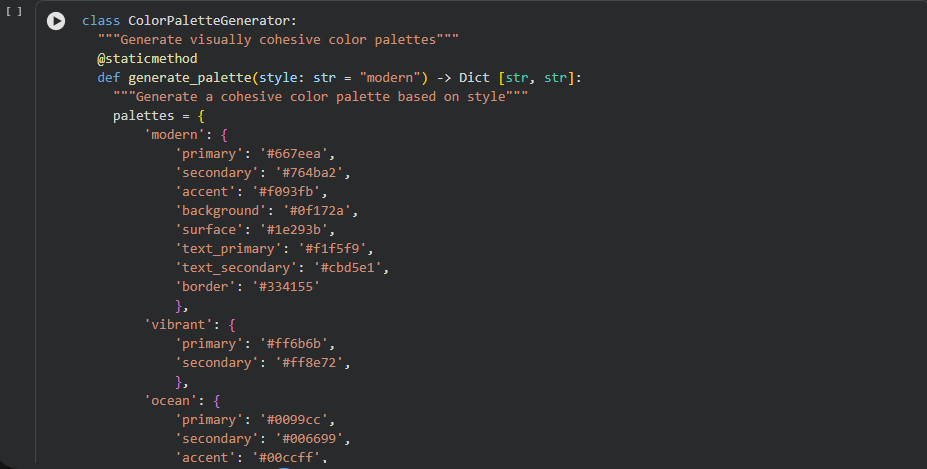 [ ]
class ColorPaletteGenerator:
  """Generate visually cohesive color palettes"""
  @staticmethod
  def generate_palette(style: str = "modern") -> Dict [str, str]:
    """Generate a cohesive color palette based on style"""
    palettes = {
        'modern': {
            'primary': '#667eea',
            'secondary': '#764ba2',
            'accent': '#f093fb',
            'background': '#0f172a',
            'surface': '#1e293b',
            'text_primary': '#f1f5f9',
            'text_secondary': '#cbd5e1',
            'border': '#334155'
            },
        'vibrant': {
            'primary': '#ff6b6b',
            'secondary': '#ff8e72',
            },
        'ocean': {
            'primary': '#0099cc',
            'secondary': '#006699',
            'accent': '#00ccff',